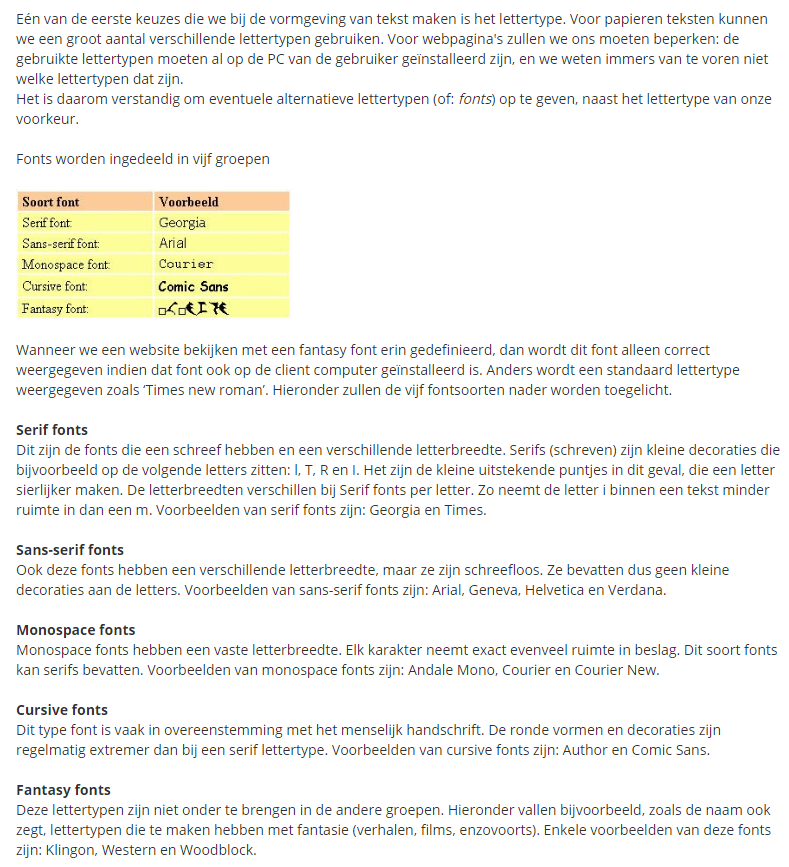 Eén van de eerste keuzes die we bij de vormgeving van tekst maken is het lettertype. Voor papieren teksten kunnen
we een groot aantal verschillende lettertypen gebruiken. Voor webpagina's zullen we ons moeten beperken: de
gebruikte lettertypen moeten al op de PC van de gebruiker geïnstalleerd zijn, en we weten immers van te voren niet
welke lettertypen dat zijn.
Het is daarom verstandig om eventuele alternatieve lettertypen (of: fonts) op te geven, naast het lettertype van onze
voorkeur.
Fonts worden ingedeeld in vijf groepen
Soort font Voorbeeld
Serif font: Georgia
Sans-serif font: Arial
Monospace font: Courier
Cursive font: Comic Sans
Fantasy font:
Wanneer we een website bekijken met een fantasy font erin gedefinieerd, dan wordt dit font alleen correct
weergegeven indien dat font ook op de client computer geïnstalleerd is. Anders wordt een standaard lettertype
weergegeven zoals ‘Times new roman’. Hieronder zullen de vijf fontsoorten nader worden toegelicht.
Serif fonts
Dit zijn de fonts die een schreef hebben en een verschillende letterbreedte. Serifs (schreven) zijn kleine decoraties die
bijvoorbeeld op de volgende letters zitten: l, T, R en I. Het zijn de kleine uitstekende puntjes in dit geval, die een letter
sierlijker maken. De letterbreedten verschillen bij Serif fonts per letter. Zo neemt de letter i binnen een tekst minder
ruimte in dan een m. Voorbeelden van serif fonts zijn: Georgia en Times.
Sans-serif fonts
Ook deze fonts hebben een verschillende letterbreedte, maar ze zijn schreefloos. Ze bevatten dus geen kleine
decoraties aan de letters. Voorbeelden van sans-serif fonts zijn: Arial, Geneva, Helvetica en Verdana.
Monospace fonts
Monospace fonts hebben een vaste letterbreedte. Elk karakter neemt exact evenveel ruimte in beslag. Dit soort fonts
kan serifs bevatten. Voorbeelden van monospace fonts zijn: Andale Mono, Courier en Courier New.
Cursive fonts
Dit type font is vaak in overeenstemming met het menselijk handschrift. De ronde vormen en decoraties zijn
regelmatig extremer dan bij een serif lettertype. Voorbeelden van cursive fonts zijn: Author en Comic Sans.
Fantasy fonts
Deze lettertypen zijn niet onder te brengen in de andere groepen. Hieronder vallen bijvoorbeeld, zoals de naam ook
zegt, lettertypen die te maken hebben met fantasie (verhalen, films, enzovoorts). Enkele voorbeelden van deze fonts
zijn: Klingon, Western en Woodblock.